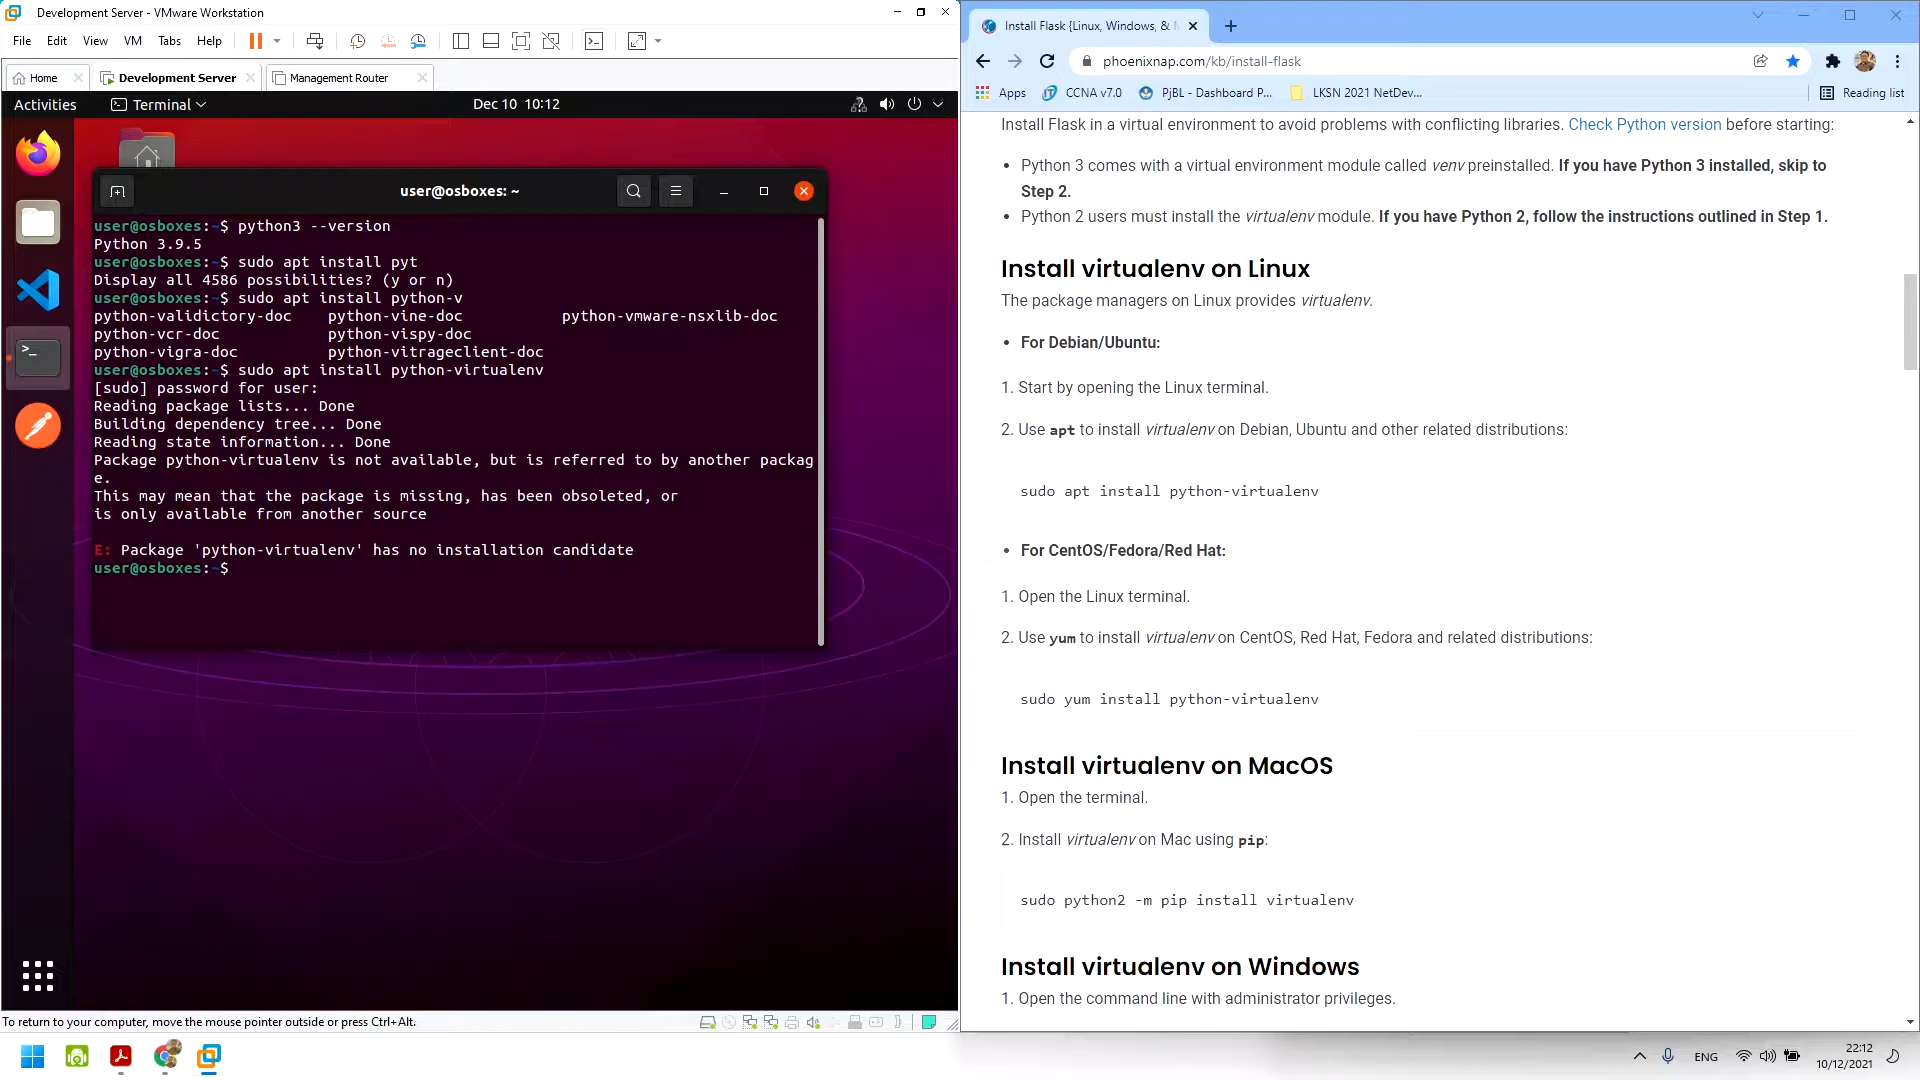 Development Server - VMware Workstation
File Edit View VM Tabs Help
Home
Development Server
Management Router
Activities
Terminal
Dec 10 10:12
user@osboxes: ~
user@osboxes:~$ python3 --version
Python 3.9.5
user@osboxes:~$ sudo apt install pyt
Display all 4586 possibilities? (y or n)
user@osboxes:~$ sudo apt install python-v
python-validictory-doc python-vine-doc python-vmware-nsxlib-doc
python-vcr-doc python-vispy-doc
python-vigra-doc python-vitrageclient-doc
user@osboxes:~$ sudo apt install python-virtualenv
[sudo] password for user:
Reading package lists... Done
Building dependency tree... Done
Reading state information... Done
Package python-virtualenv is not available, but is referred to by another packag
e.
This may mean that the package is missing, has been obsoleted, or
is only available from another source
E: Package 'python-virtualenv' has no installation candidate
user@osboxes:~$
To return to your computer, move the mouse pointer outside or press Ctrl+Alt.
Install Flask {Linux, Windows, &
phoenixnap.com/kb/install-flask
Apps
CCNA v7.0
PjBL - Dashboard P...
LKSN 2021 NetDev...
Reading list
Install Flask in a virtual environment to avoid problems with conflicting libraries. Check Python version before starting:
• Python 3 comes with a virtual environment module called venv preinstalled. If you have Python 3 installed, skip to
Step 2.
• Python 2 users must install the virtualenv module. If you have Python 2, follow the instructions outlined in Step 1.
Install virtualenv on Linux
The package managers on Linux provides virtualenv.
• For Debian/Ubuntu:
1. Start by opening the Linux terminal.
2. Use apt to install virtualenv on Debian, Ubuntu and other related distributions:
sudo apt install python-virtualenv
• For CentOS/Fedora/Red Hat:
1. Open the Linux terminal.
2. Use yum to install virtualenv on CentOS, Red Hat, Fedora and related distributions:
sudo yum install python-virtualenv
Install virtualenv on MacOS
1. Open the terminal.
2. Install virtualenv on Mac using pip:
sudo python2 -m pip install virtualenv
Install virtualenv on Windows
1. Open the command line with administrator privileges.
ENG
22:12
10/12/2021